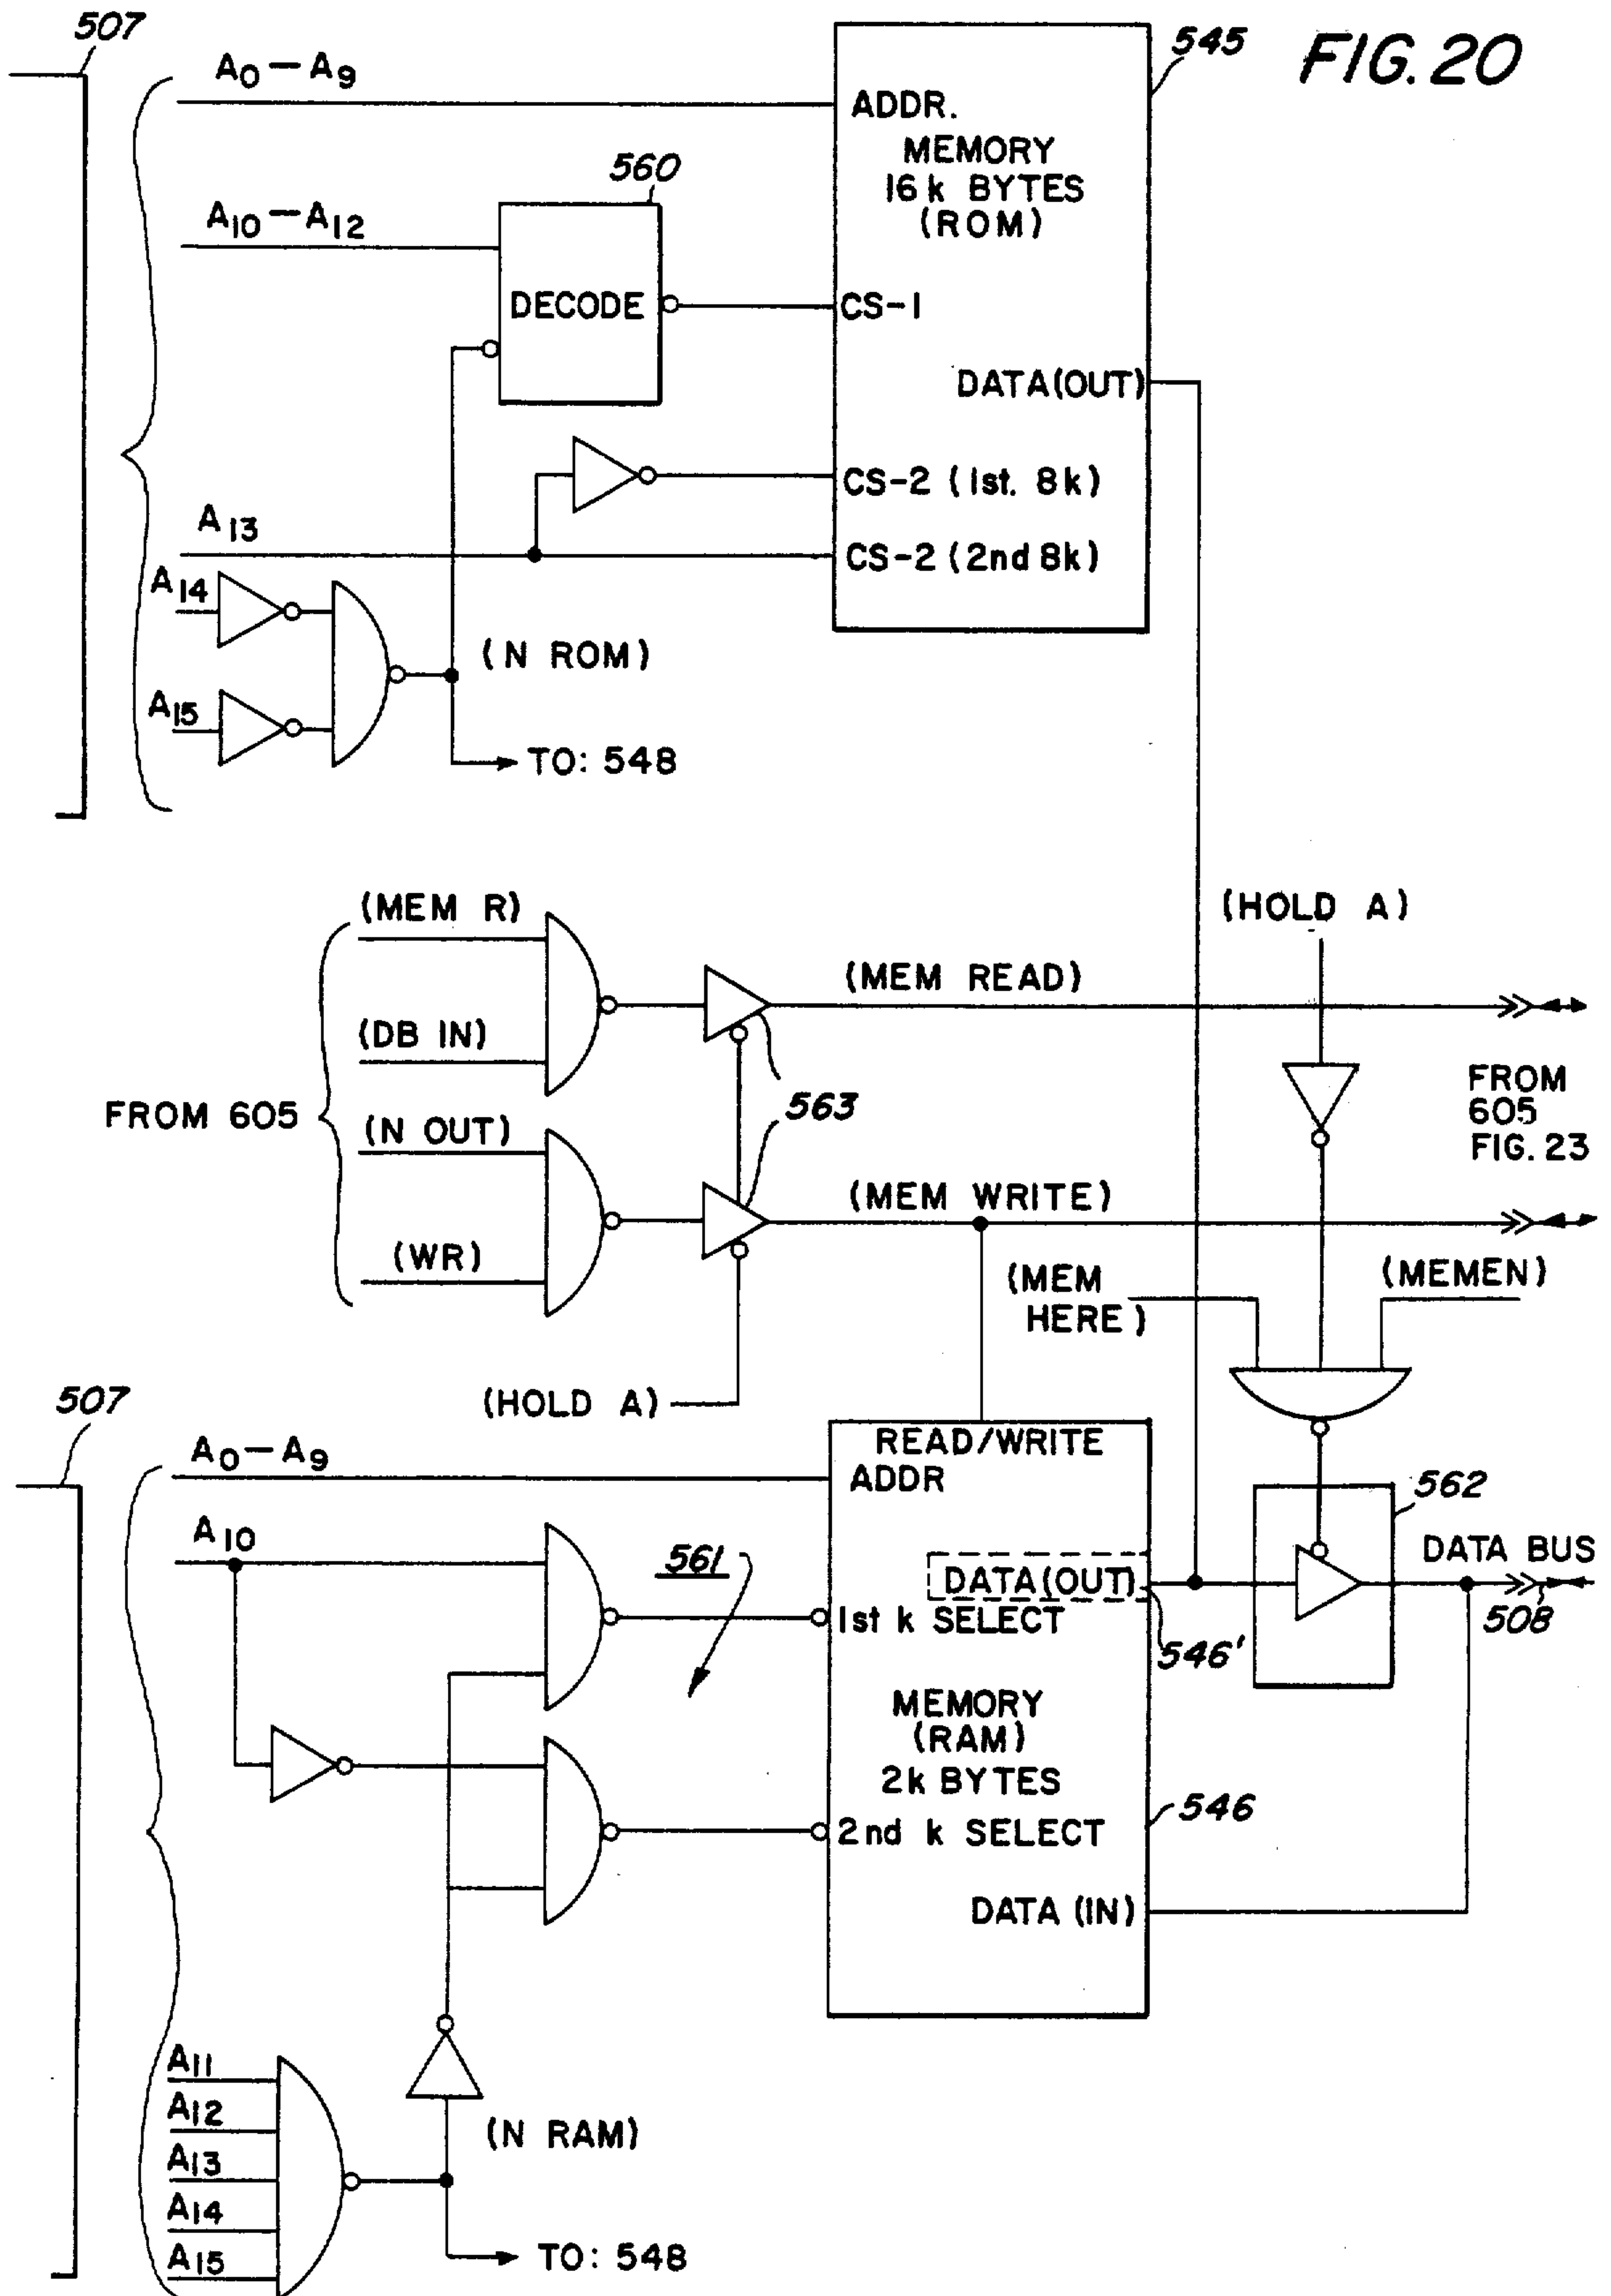 FIG. 20
507
A0–A9
545
ADDR.
MEMORY
16 k BYTES
(ROM)
560
A10–A12
DECODE
CS-1
DATA(OUT)
CS-2 (1st. 8k)
A13
CS-2 (2nd 8k)
A14
(N ROM)
A15
TO: 548
(MEM R)
(HOLD A)
(MEM READ)
(DB IN)
FROM 605
563
FROM
605
FIG. 23
(N OUT)
(MEM WRITE)
(WR)
(MEM
HERE)
(MEMEN)
(HOLD A)
507
A0–A9
READ/WRITE
ADDR
562
A10
561
DATA(OUT)
DATA BUS
508
1st k SELECT
546'
MEMORY
(RAM)
2k BYTES
546
2nd k SELECT
DATA (IN)
A11
A12
(N RAM)
A13
A14
A15
TO: 548